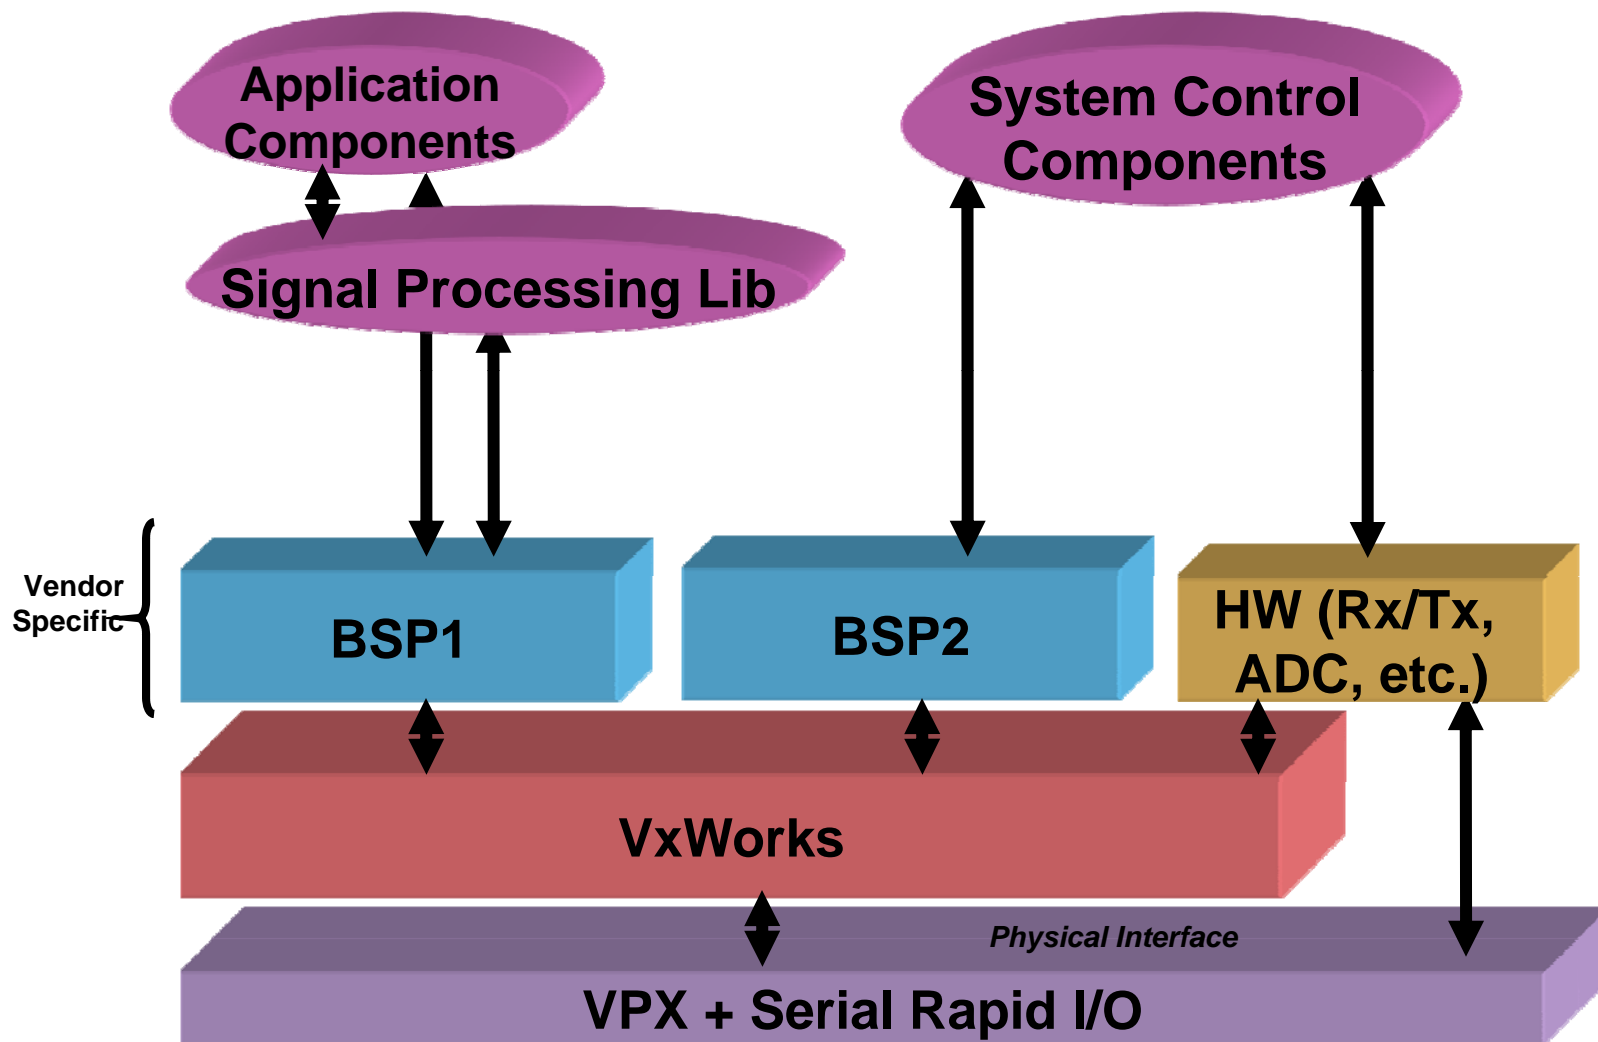 Application
Components
System Control
Components
Signal Processing Lib
Vendor
Specific
BSP1
BSP2
HW (Rx/Tx,
ADC, etc.)
VxWorks
Physical Interface
VPX + Serial Rapid I/O